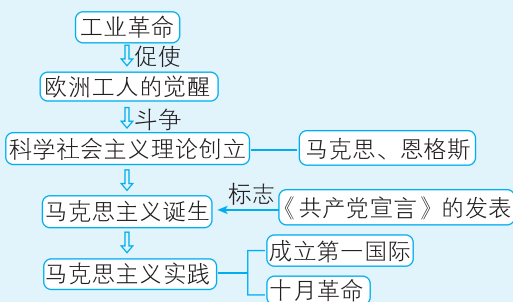 工业革命
促使
欧洲工人的觉醒
斗争
科学社会主义理论创立
马克思、恩格斯
马克思主义诞生
标志
《共产党宣言》的发表
马克思主义实践
成立第一国际
十月革命